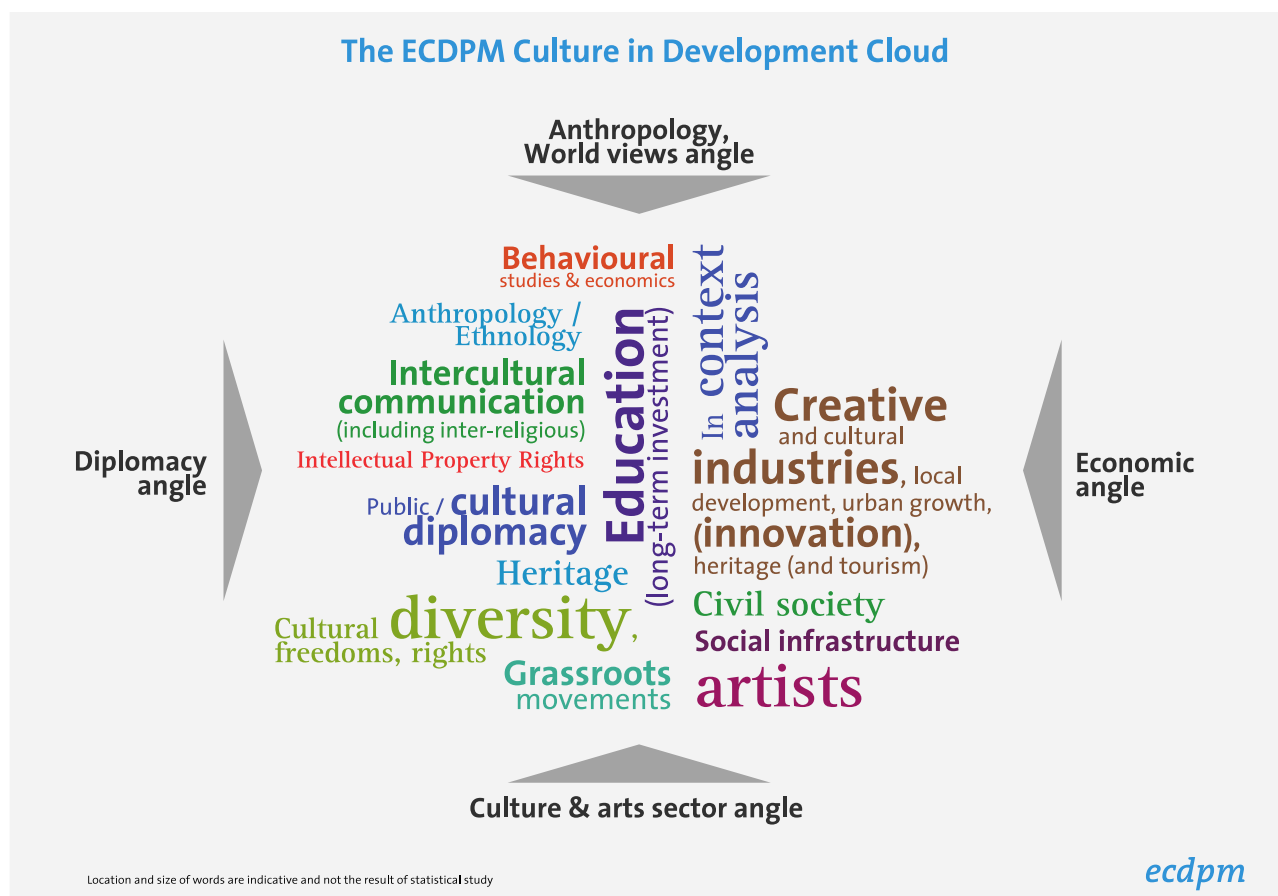 The ECDPM Culture in Development Cloud
Anthropology,
World views angle
Diplomacy
angle
Behavioural
studies & economics
Anthropology /
Ethnology
Intercultural
communication
(including inter-religious)
Intellectual Property Rights
Public / cultural
diplomacy
Heritage
Cultural diversity,
freedoms, rights
Grassroots
movements
Education
(long-term investment)
In context
analysis
Creative
and cultural
industries, local
development, urban growth,
(innovation),
heritage (and tourism)
Civil society
Social infrastructure
artists
Economic
angle
Culture & arts sector angle
Location and size of words are indicative and not the result of statistical study
ecdpm